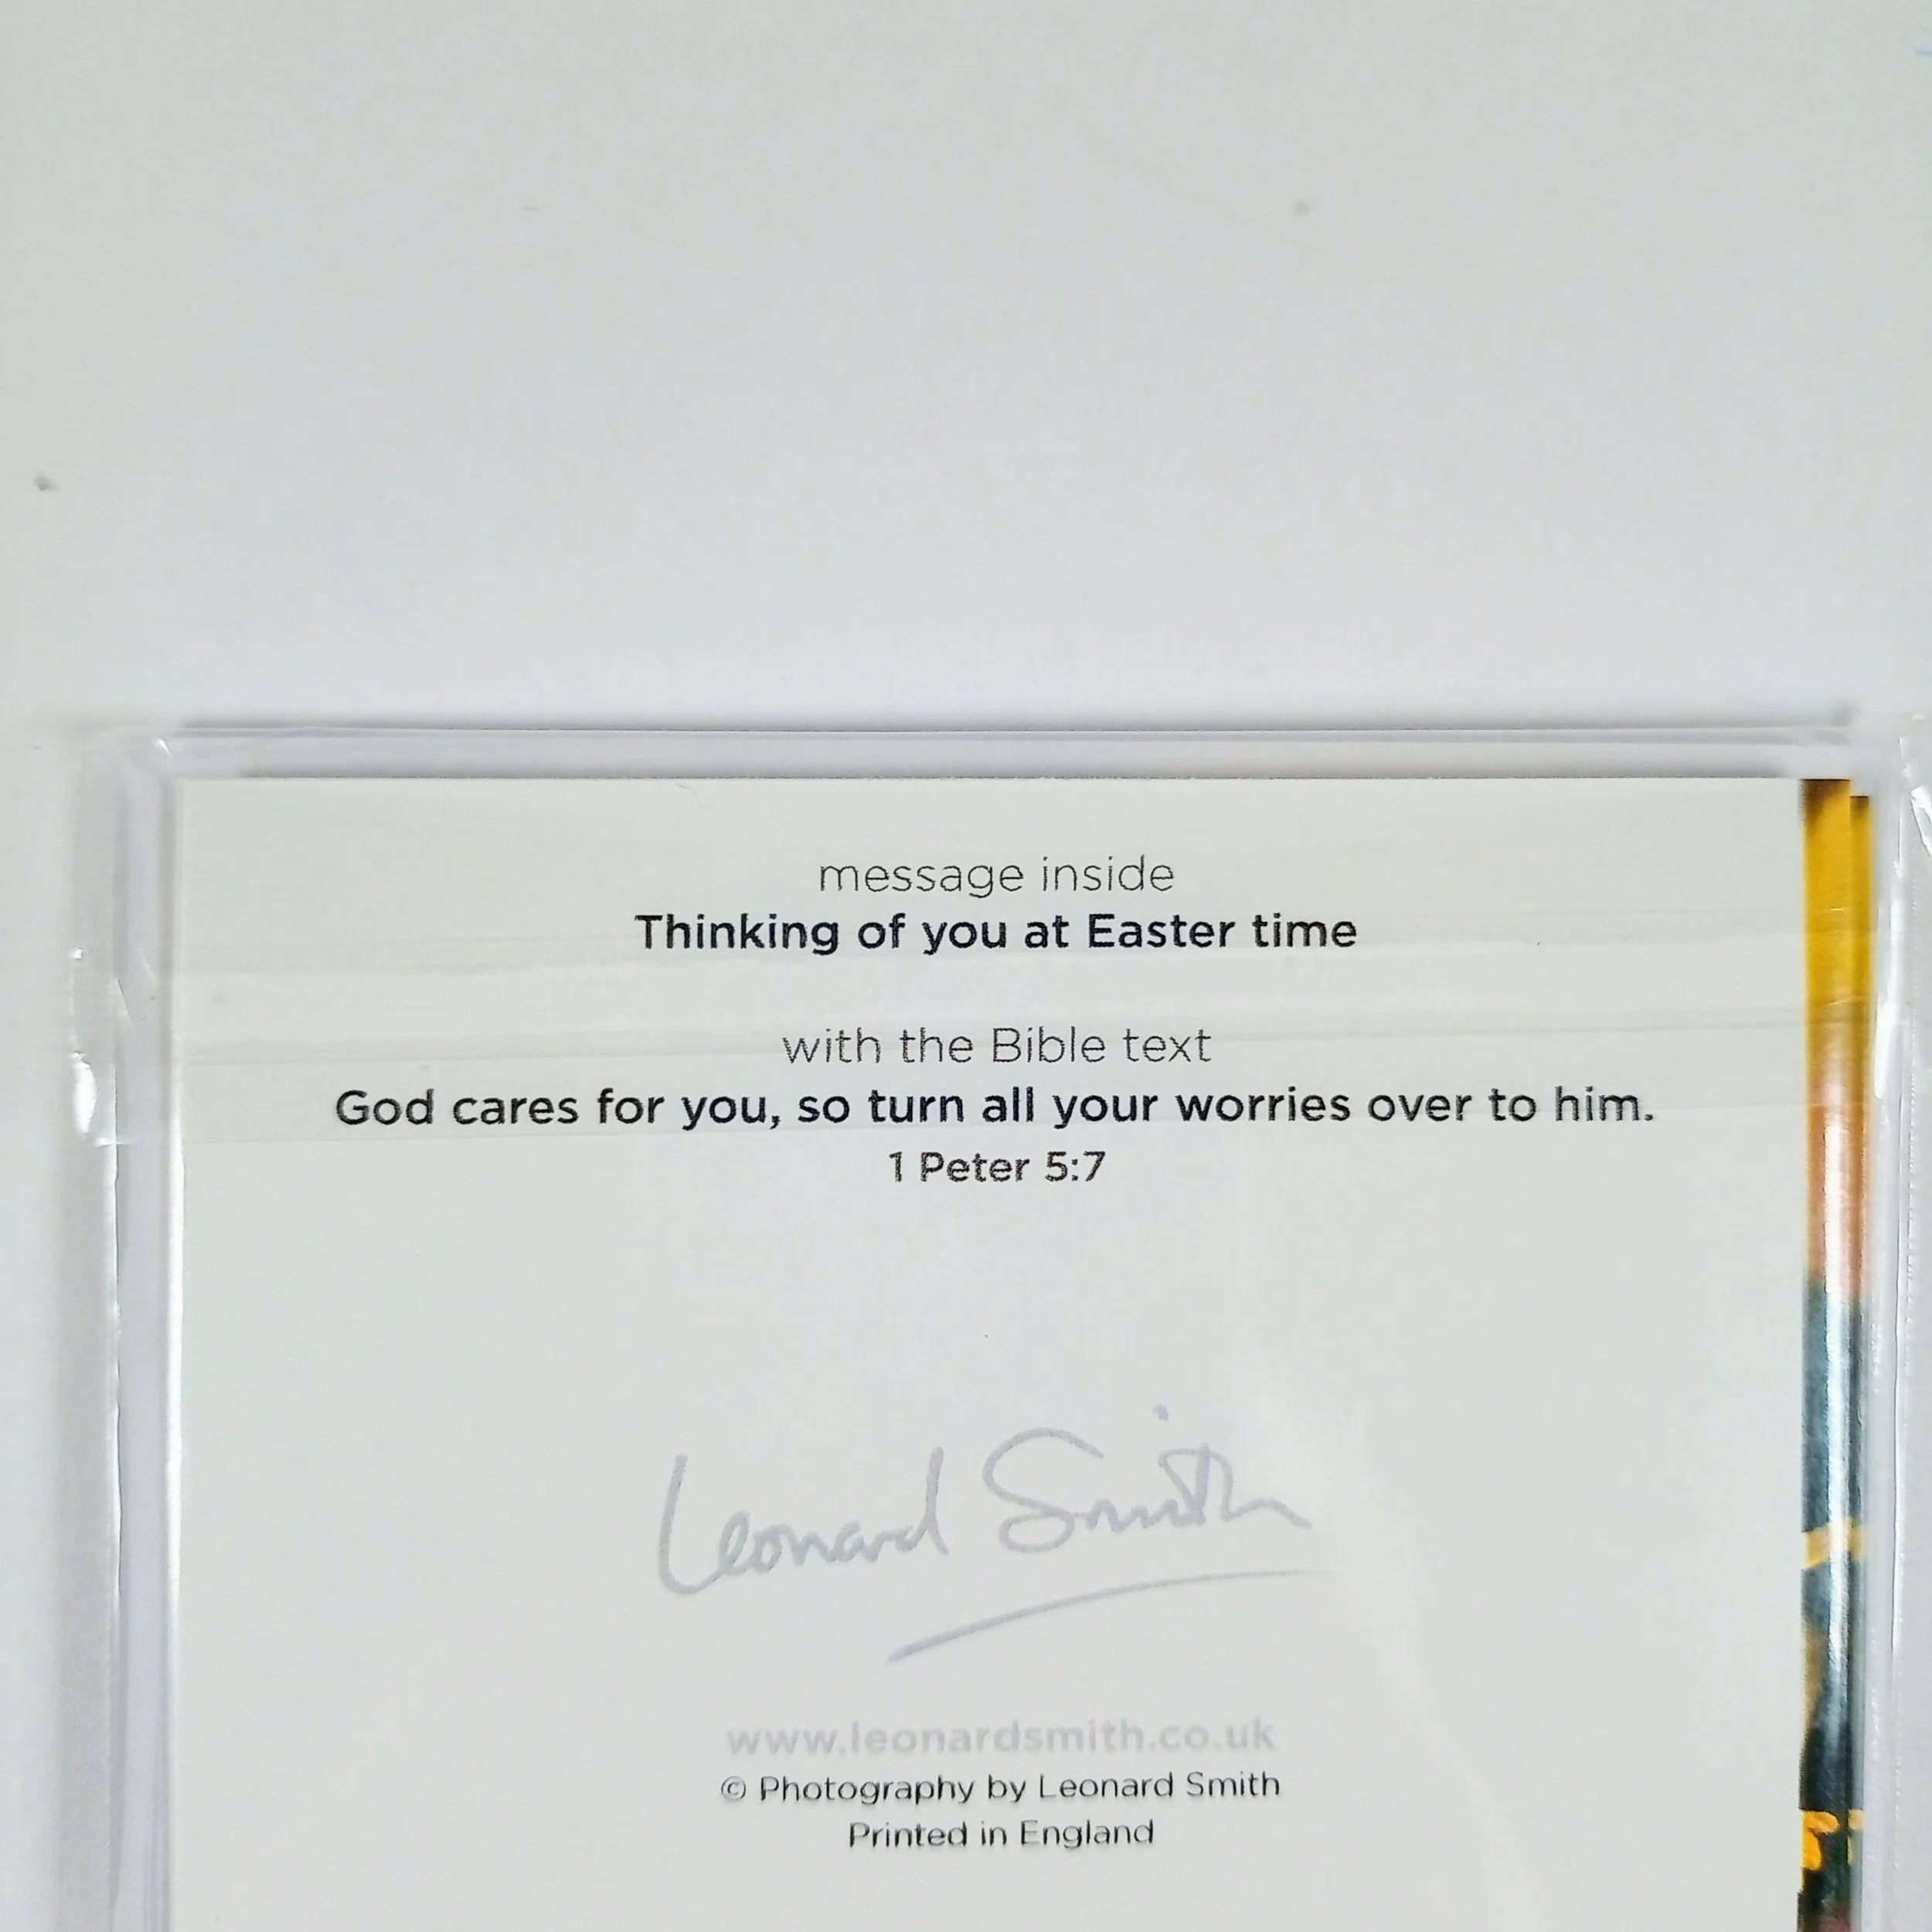 message inside
Thinking of you at Easter time
with the Bible text
God cares for you, so turn all your worries over to him.
1 Peter 5:7
Leonard Smith
www.leonardsmith.co.uk
© Photography by Leonard Smith
Printed in England